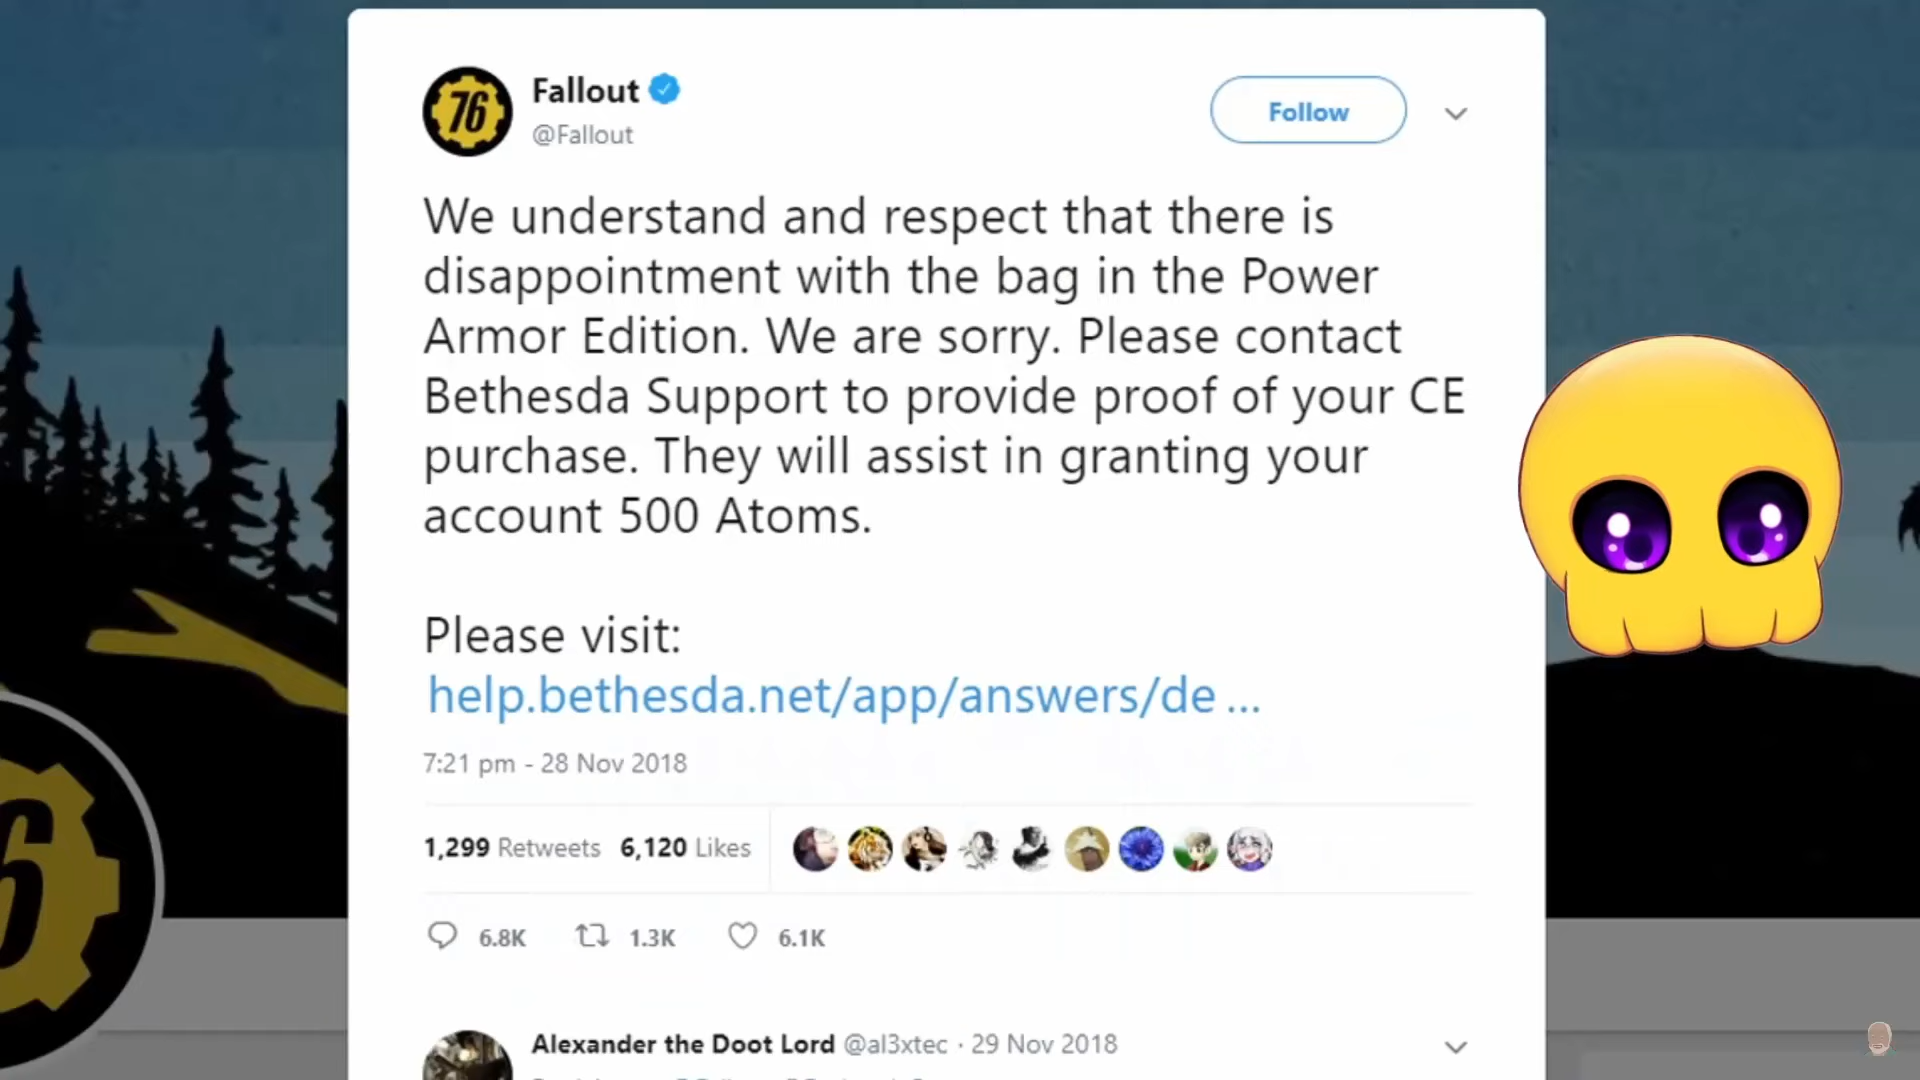 76
Fallout
@Fallout
Follow
We understand and respect that there is
disappointment with the bag in the Power
Armor Edition. We are sorry. Please contact
Bethesda Support to provide proof of your CE
purchase. They will assist in granting your
account 500 Atoms.
Please visit:
help.bethesda.net/app/answers/de ...
7:21 pm - 28 Nov 2018
1,299 Retweets 6,120 Likes
6.8K 1.3K 6.1K
Alexander the Doot Lord @al3xtec · 29 Nov 2018
6